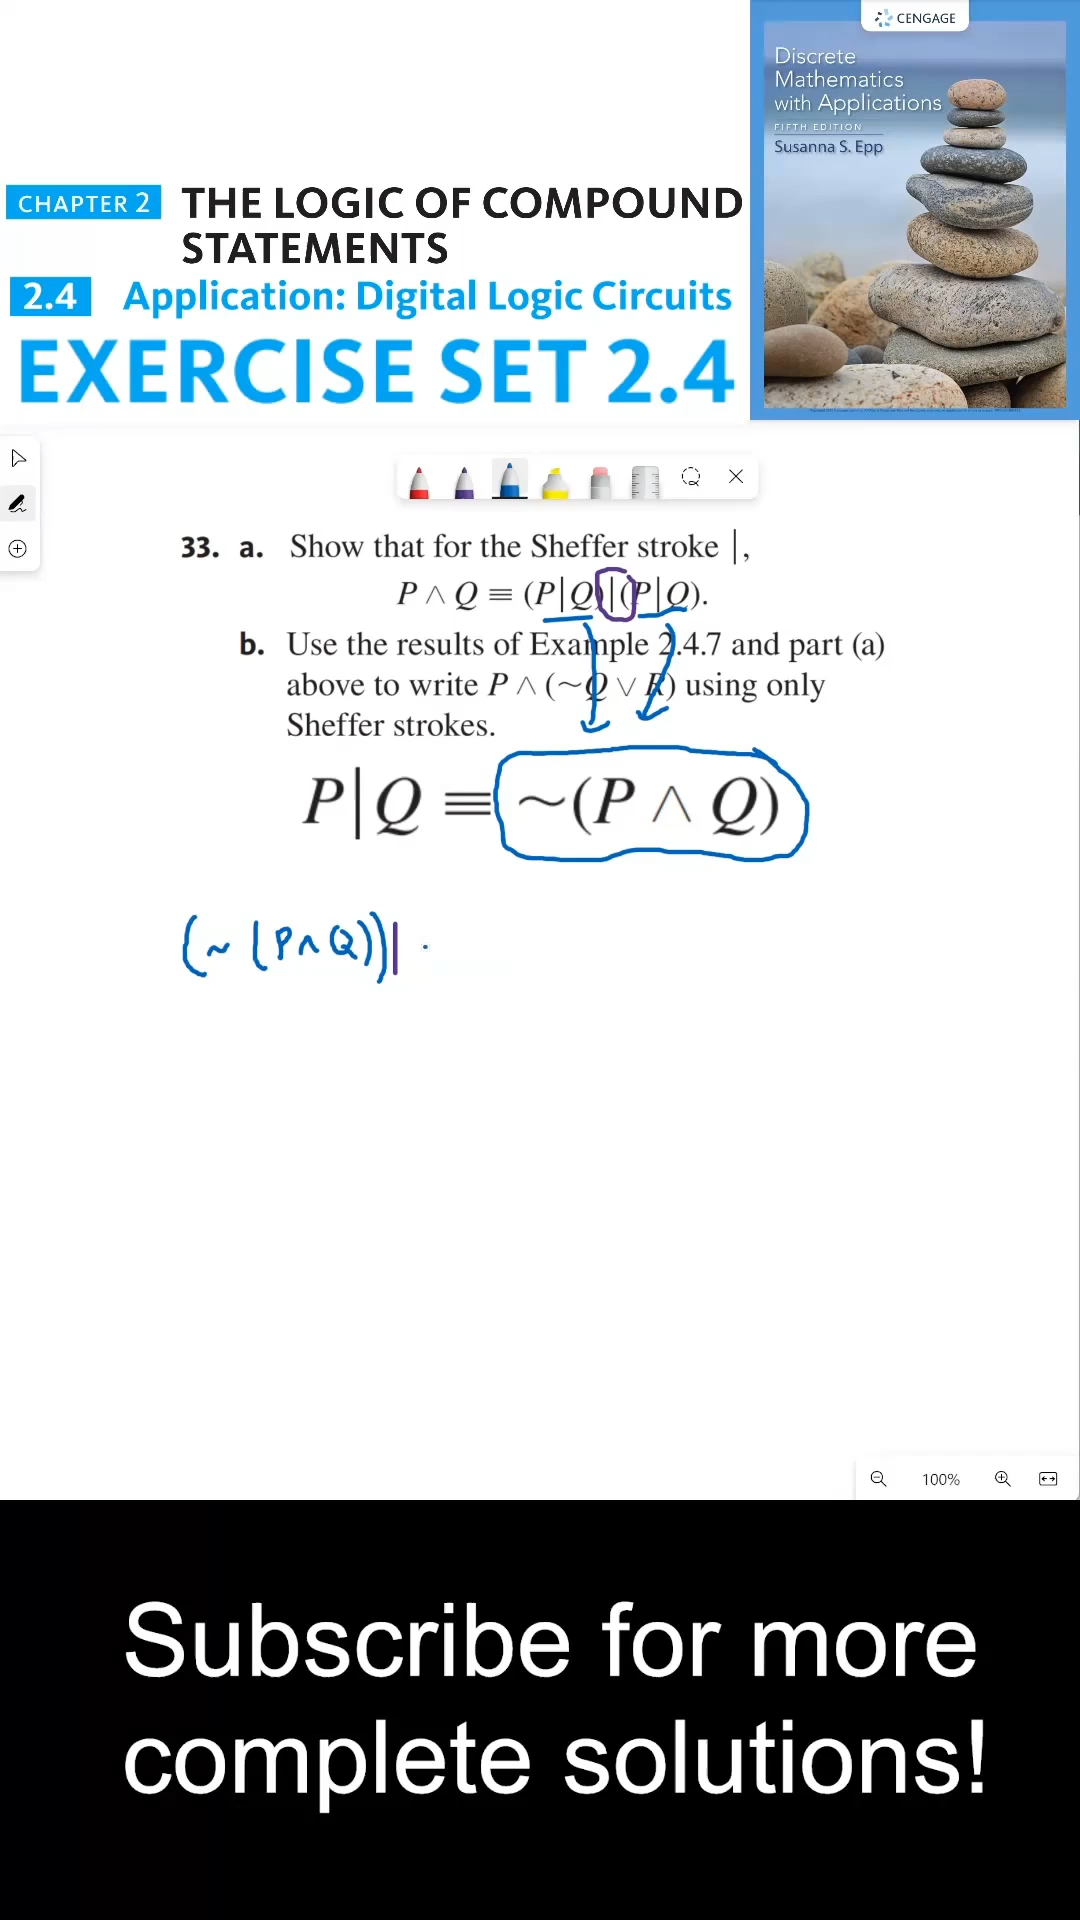 CENGAGE
Discrete
Mathematics
with Applications
FIFTH EDITION
Susanna S. Epp
CHAPTER 2 THE LOGIC OF COMPOUND
STATEMENTS
2.4 Application: Digital Logic Circuits
EXERCISE SET 2.4
33. a. Show that for the Sheffer stroke |,
P ∧ Q ≡ (P|Q)|(P|Q).
b. Use the results of Example 2.4.7 and part (a)
above to write P ∧ (~Q ∨ R) using only
Sheffer strokes.
P|Q ≡ ~(P ∧ Q)
(~(P∧Q))|
100%
Subscribe for more
complete solutions!